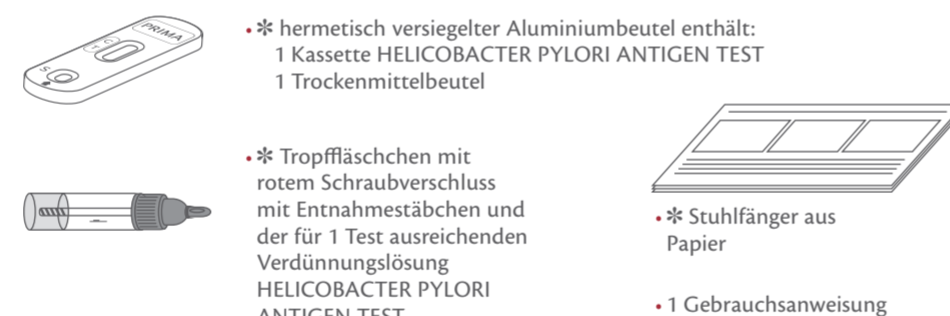 PRIMA
C
T
S
• ✻ hermetisch versiegelter Aluminiumbeutel enthält:
1 Kassette HELICOBACTER PYLORI ANTIGEN TEST
1 Trockenmittelbeutel
• ✻ Tropffläschchen mit
rotem Schraubverschluss
mit Entnahmestäbchen und
der für 1 Test ausreichenden
Verdünnungslösung
HELICOBACTER PYLORI
ANTIGEN TEST
• ✻ Stuhlfänger aus
Papier
• 1 Gebrauchsanweisung